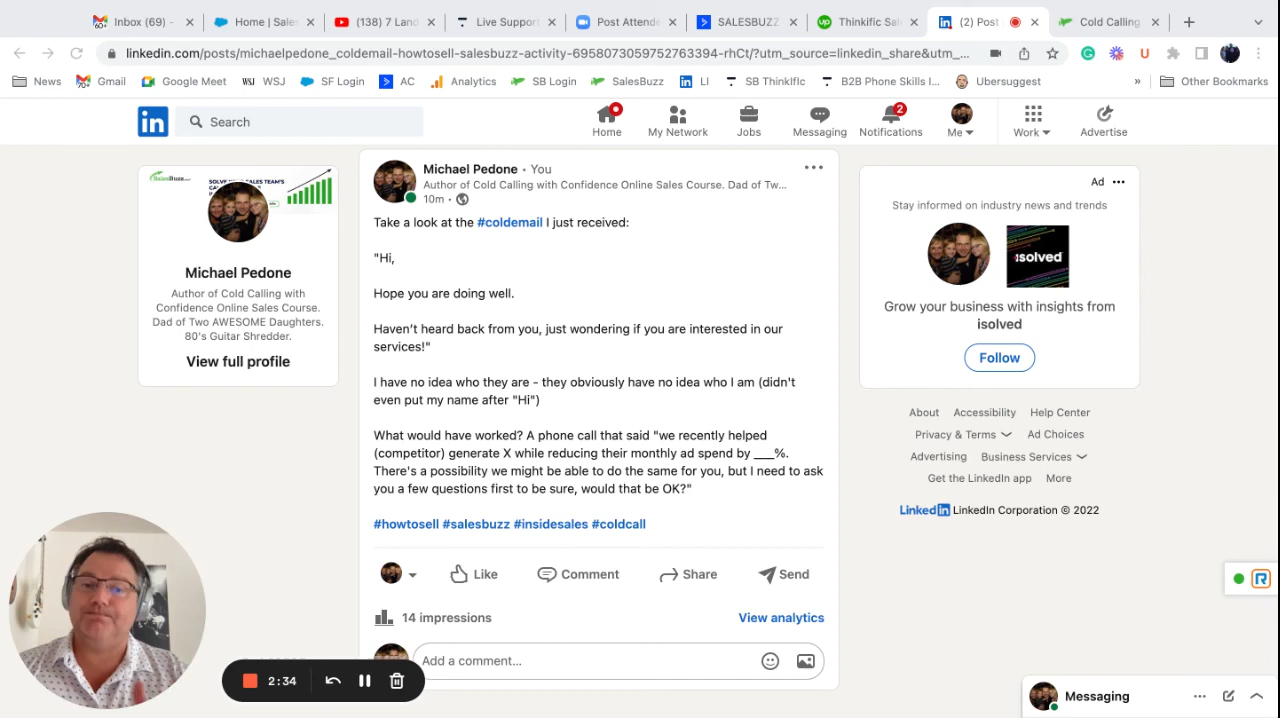 Inbox (69) -
Home | Sales
(138) 7 Land
Live Support
Post Attende
SALESBUZZ
Thinkific Sal
(2) Post
Cold Calling
linkedin.com/posts/michaelpedone_coldemail-howtosell-salesbuzz-activity-6958073059752763394-rhCt/?utm_source=linkedin_share&utm_...
News
Gmail
Google Meet
WSJ WSJ
SF Login
AC
Analytics
SB Login
SalesBuzz
LI
SB ThinkIfic
B2B Phone Skills I...
Ubersuggest
»
Other Bookmarks
in
Search
Home
My Network
Jobs
Messaging
2
Notifications
Me
Work
Advertise
Michael Pedone
Author of Cold Calling with
Confidence Online Sales Course.
Dad of Two AWESOME Daughters.
80's Guitar Shredder.
View full profile
Michael Pedone • You
Author of Cold Calling with Confidence Online Sales Course. Dad of Two...
10m •
Take a look at the #coldemail I just received:
"Hi,
Hope you are doing well.
Haven't heard back from you, just wondering if you are interested in our
services!"
I have no idea who they are - they obviously have no idea who I am (didn't
even put my name after "Hi")
What would have worked? A phone call that said "we recently helped
(competitor) generate X while reducing their monthly ad spend by ___%.
There's a possibility we might be able to do the same for you, but I need to ask
you a few questions first to be sure, would that be OK?"
#howtosell #salesbuzz #insidesales #coldcall
Like
Comment
Share
Send
14 impressions
View analytics
Add a comment...
Ad
Stay informed on industry news and trends
isolved
Grow your business with insights from
isolved
Follow
About Accessibility Help Center
Privacy & Terms Ad Choices
Advertising Business Services
Get the LinkedIn app More
Linked in LinkedIn Corporation © 2022
2:34
Messaging